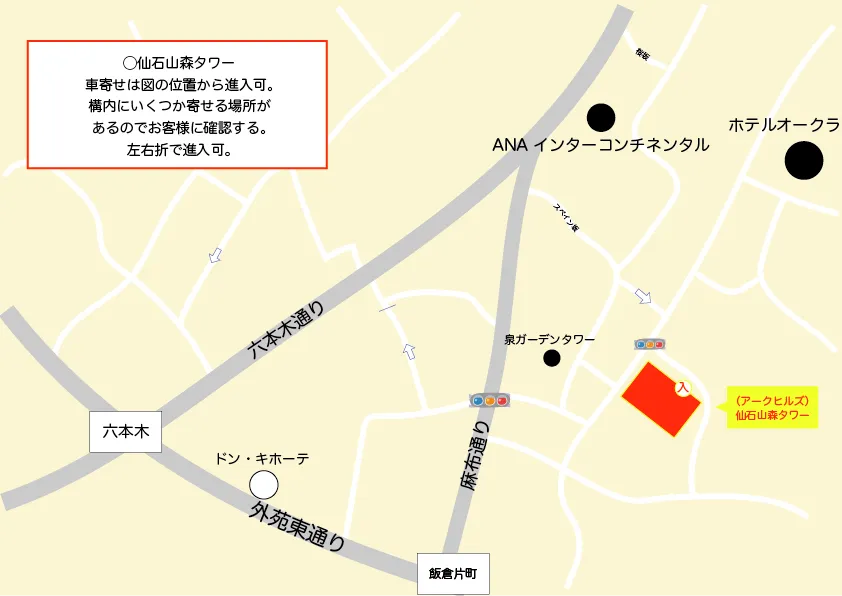 ◯仙石山森タワー
車寄せは図の位置から進入可。
構内にいくつか寄せる場所が
あるのでお客様に確認する。
左右折で進入可。
桜坂
ホテルオークラ
ANA インターコンチネンタル
スペイン坂
六本木通り
泉ガーデンタワー
入
(アークヒルズ)
仙石山森タワー
六本木
麻布通り
ドン・キホーテ
外苑東通り
飯倉片町